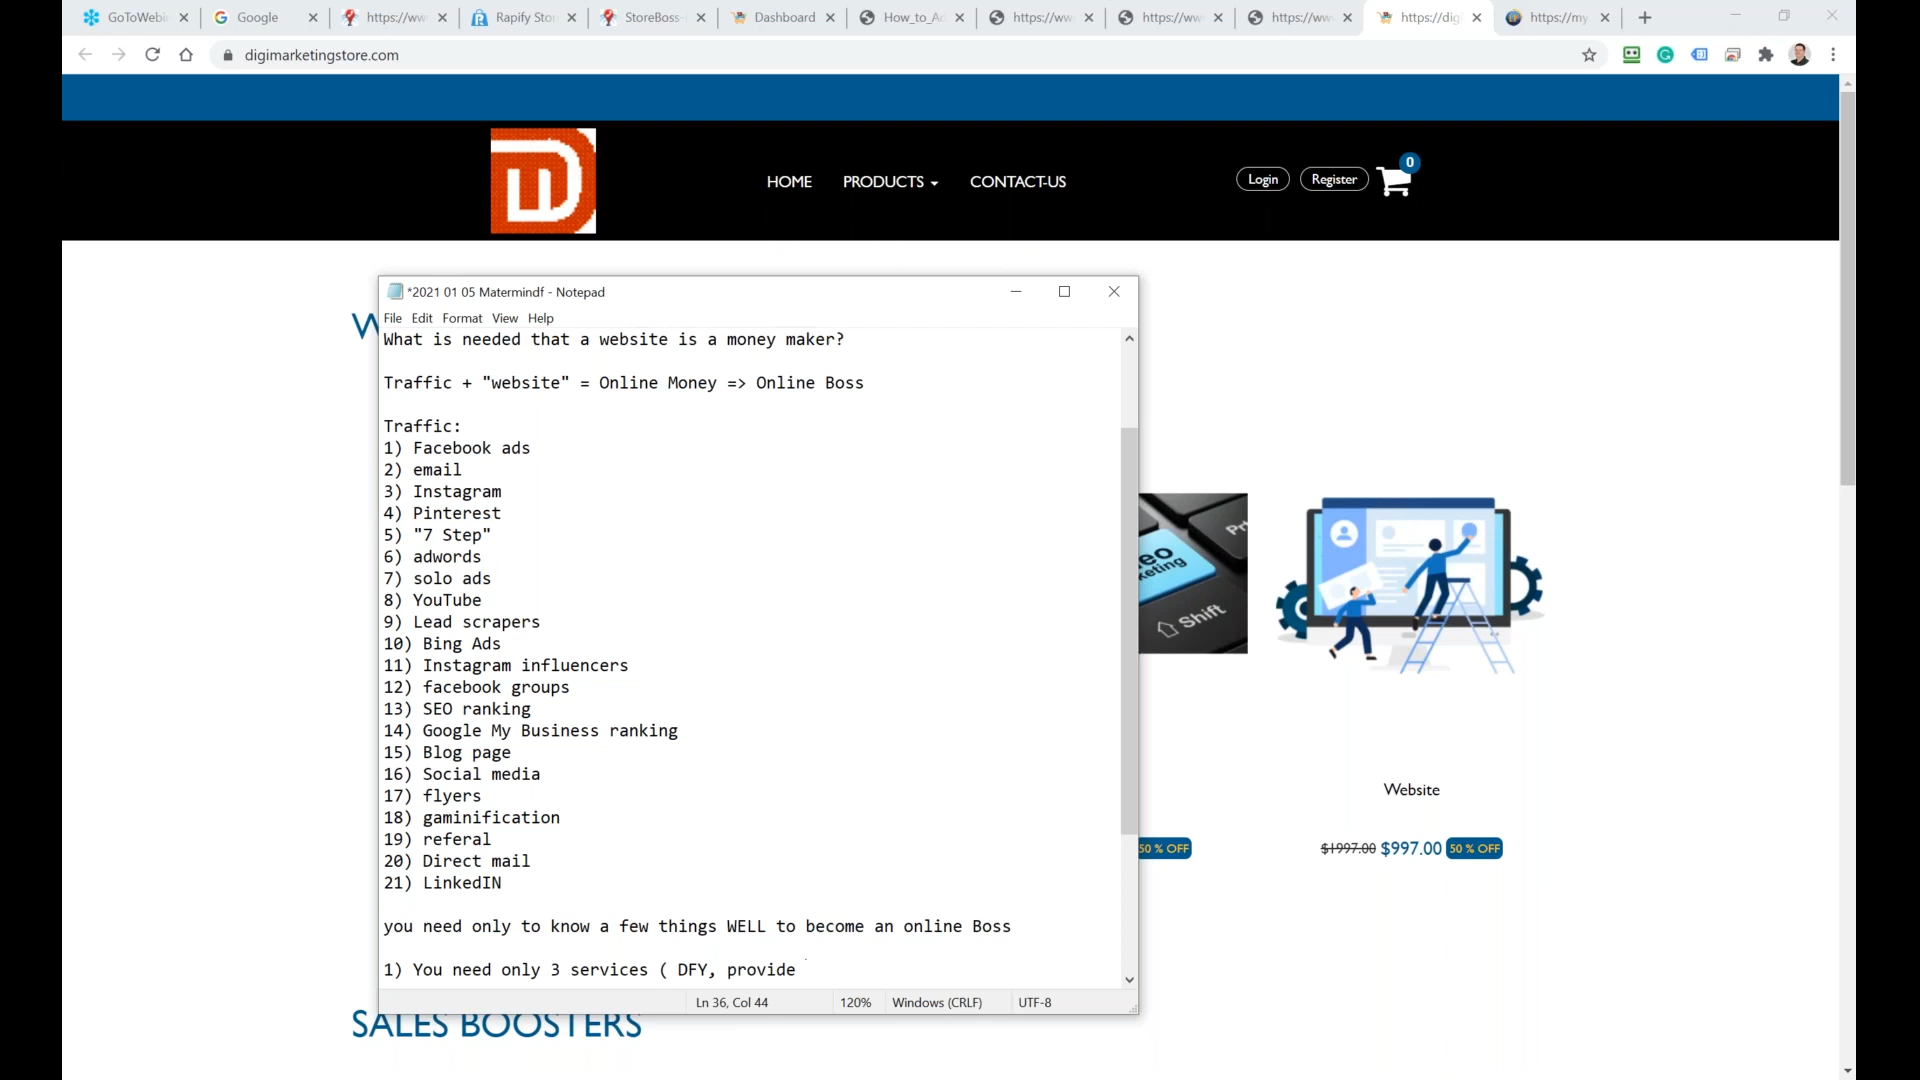 GoToWebi
Google
https://ww
Rapify Sto
StoreBoss
Dashboard
How_to_A
https://ww
https://ww
https://ww
https://dig
https://my
digimarketingstore.com
HOME
PRODUCTS
CONTACT-US
Login
Register
0
W
*2021 01 05 Matermindf - Notepad
File Edit Format View Help
What is needed that a website is a money maker?
Traffic + "website" = Online Money => Online Boss
Traffic:
1) Facebook ads
2) email
3) Instagram
4) Pinterest
5) "7 Step"
6) adwords
7) solo ads
8) YouTube
9) Lead scrapers
10) Bing Ads
11) Instagram influencers
12) facebook groups
13) SEO ranking
14) Google My Business ranking
15) Blog page
16) Social media
17) flyers
18) gaminification
19) referal
20) Direct mail
21) LinkedIN
you need only to know a few things WELL to become an online Boss
1) You need only 3 services ( DFY, provide
Ln 36, Col 44
120%
Windows (CRLF)
UTF-8
Pr
eo
keting
Shift
Website
50 % OFF
$1997.00 $997.00 50 % OFF
SALES BOOSTERS